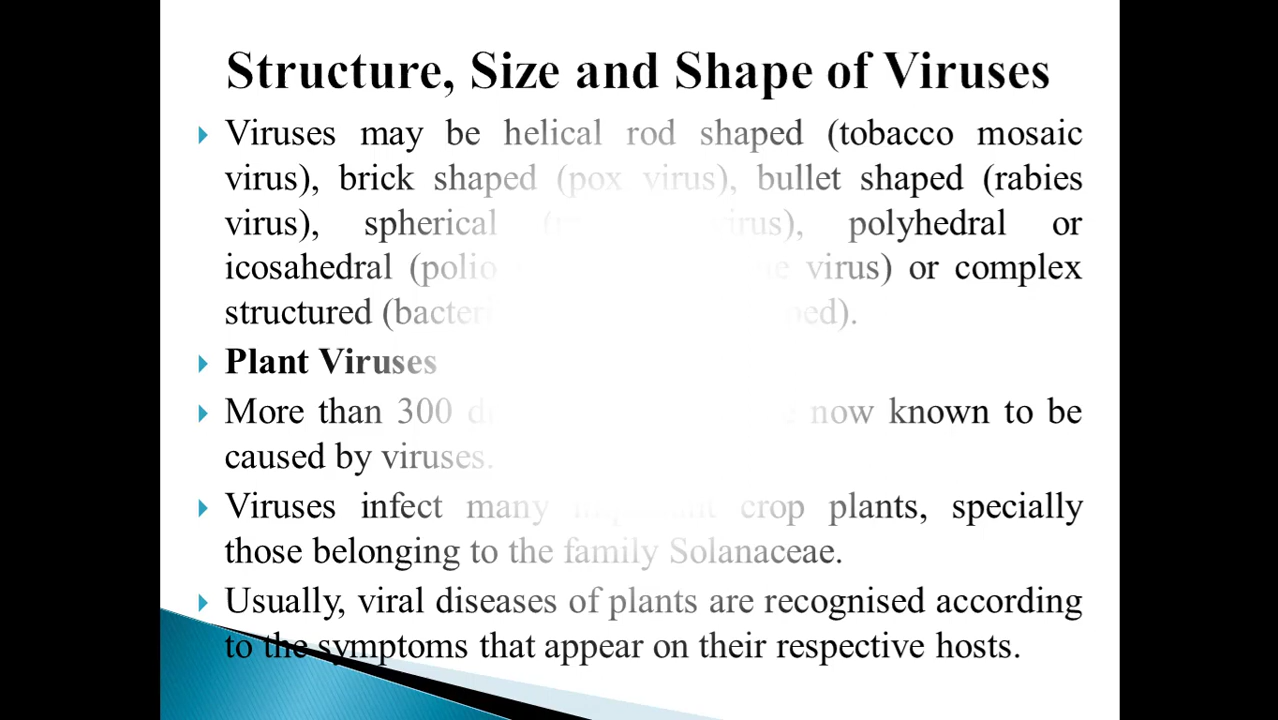 Structure, Size and Shape of Viruses
Viruses may be helical rod shaped (tobacco mosaic
virus), brick shaped (pox virus), bullet shaped (rabies
virus), spherical virus), polyhedral or
icosahedral (polio virus) or complex
structured
Plant Viruses
More than 300 now known to be
caused by viruses.
Viruses infect many important crop plants, specially
those belonging to the family Solanaceae.
Usually, viral diseases of plants are recognised according
to the symptoms that appear on their respective hosts.